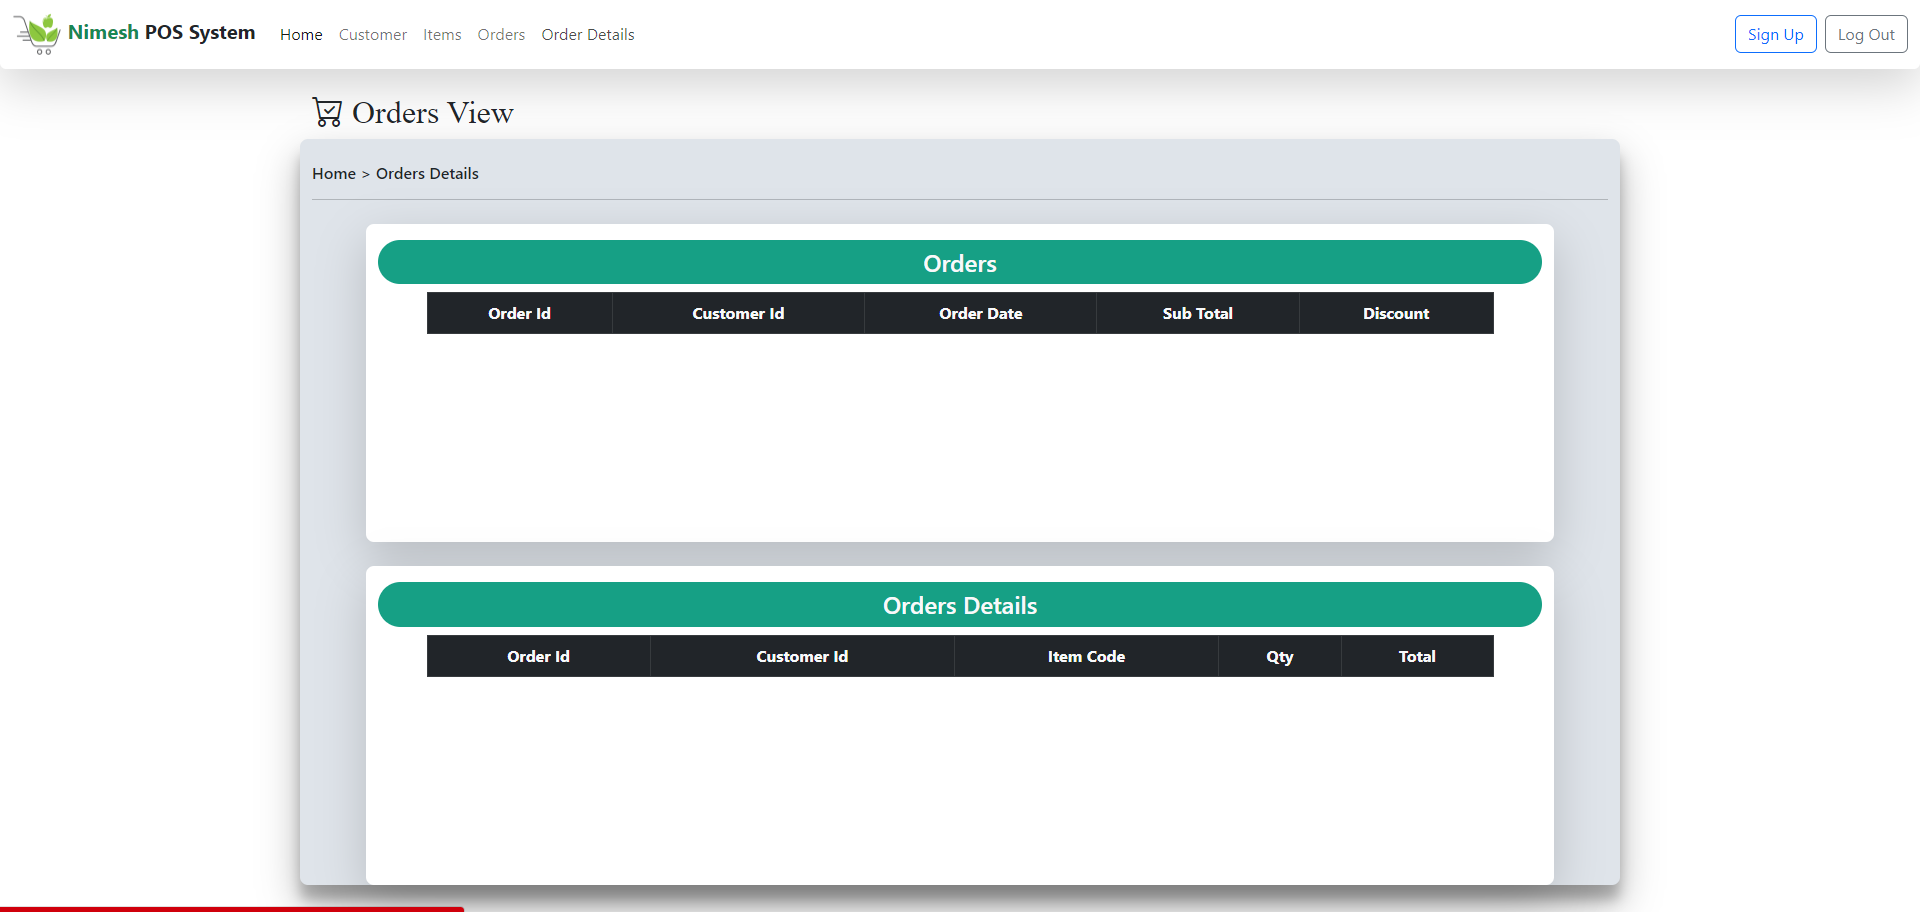 Nimesh POS System Home Customer Items Orders Order Details Sign Up Log Out
Orders View
Home > Orders Details
Orders
Order Id Customer Id Order Date Sub Total Discount
Orders Details
Order Id Customer Id Item Code Qty Total